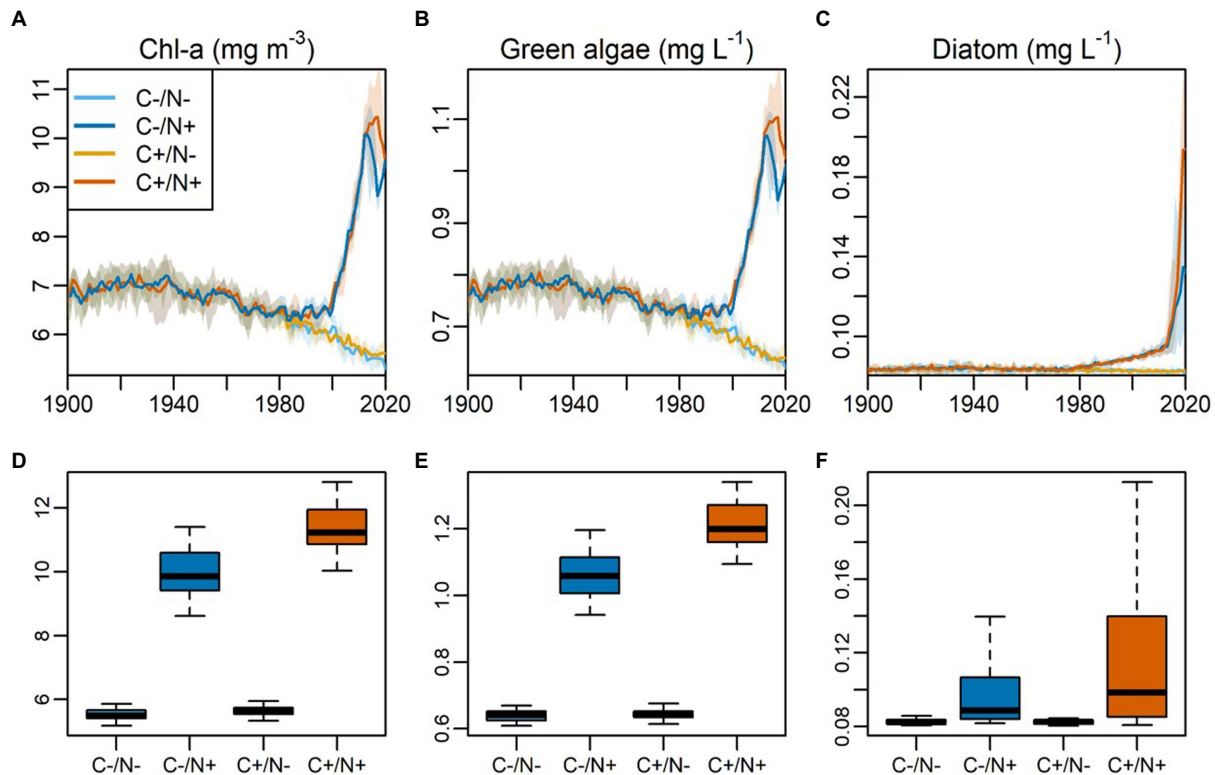 A
B
C
Chl-a (mg m⁻³)
Green algae (mg L⁻¹)
Diatom (mg L⁻¹)
C-/N-
C-/N+
C+/N-
C+/N+
11
10
9
8
7
6
1900
1940
1980
2020
1.1
0.9
0.7
1900
1940
1980
2020
0.22
0.14
0.10
1900
1940
1980
2020
D
E
F
12
10
8
6
C-/N-
C-/N+
C+/N-
C+/N+
1.2
1.0
0.8
0.6
C-/N-
C-/N+
C+/N-
C+/N+
0.20
0.16
0.12
0.08
C-/N-
C-/N+
C+/N-
C+/N+